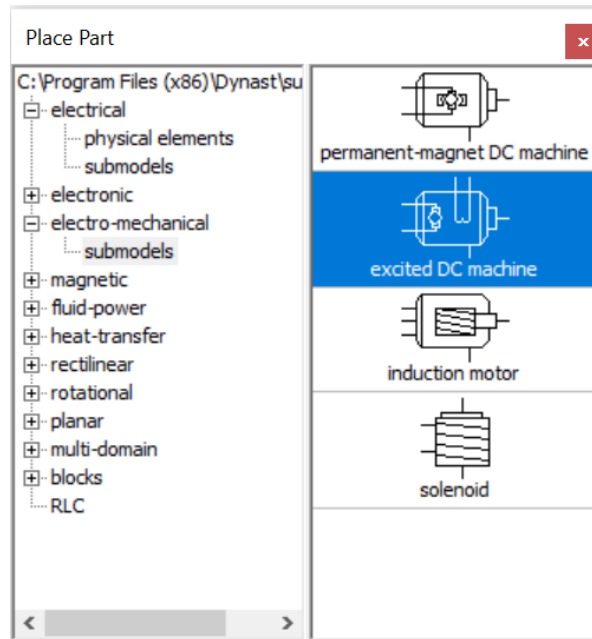 Place Part
x
C:\Program Files (x86)\Dynast\su
electrical
physical elements
submodels
electronic
electro-mechanical
submodels
magnetic
fluid-power
heat-transfer
rectilinear
rotational
planar
multi-domain
blocks
RLC
permanent-magnet DC machine
excited DC machine
induction motor
solenoid